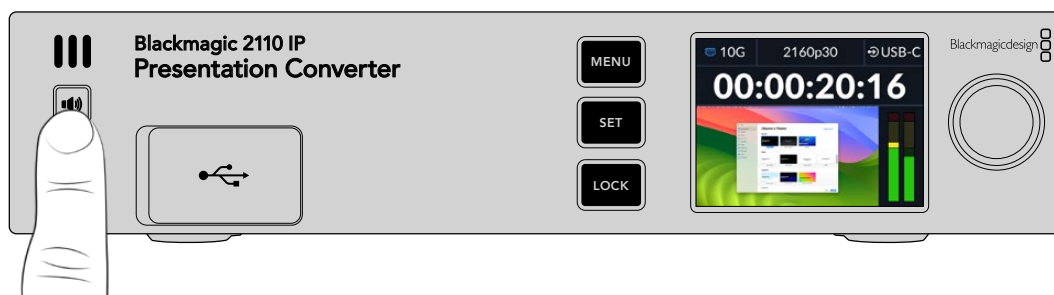 Blackmagic 2110 IP
Presentation Converter
MENU
SET
LOCK
10G 2160p30 USB-C
00:00:20:16
Blackmagicdesign